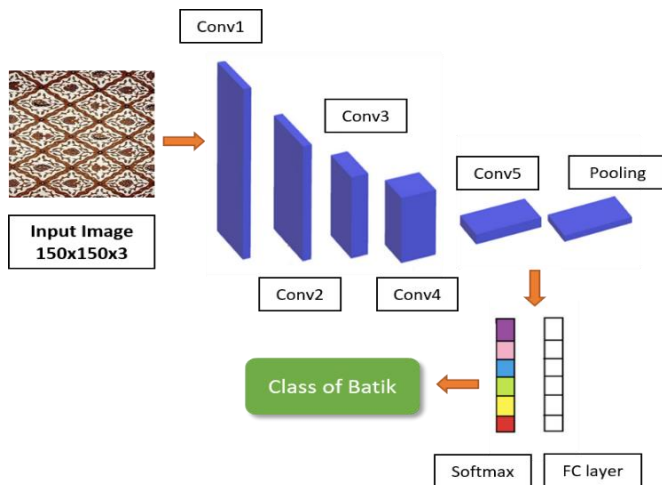 Conv1
Conv3
Conv5
Pooling
Input Image
150x150x3
Conv2
Conv4
Class of Batik
Softmax
FC layer